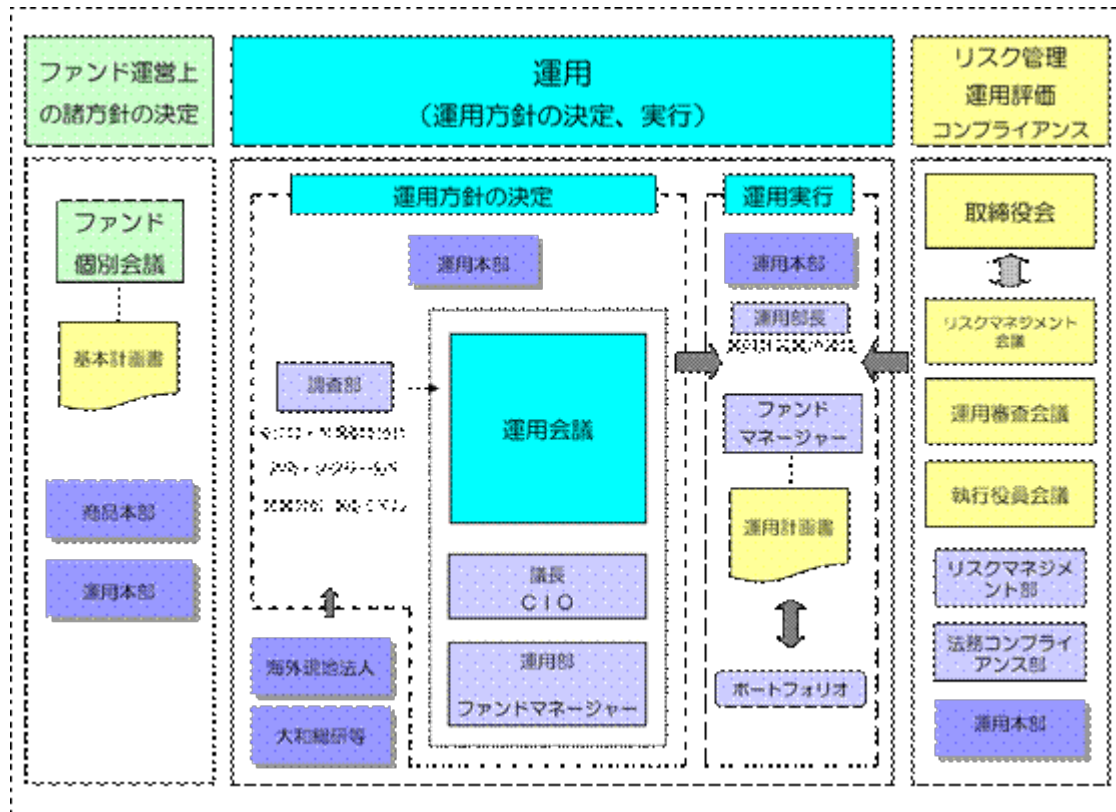 ファンド運営上
の諸方針の決定
運用
(運用方針の決定、実行)
リスク管理
運用評価
コンプライアンス
ファンド
個別会議
基本計画書
商品本部
運用本部
運用方針の決定
運用本部
調査部
運用会議
議長
CIO
運用部
ファンドマネージャー
海外現地法人
大和総研等
運用実行
運用本部
運用部長
ファンド
マネージャー
運用計画書
ポートフォリオ
取締役会
リスクマネジメント
会議
運用審査会議
執行役員会議
リスクマネジメ
ント部
法務コンプライ
アンス部
運用本部